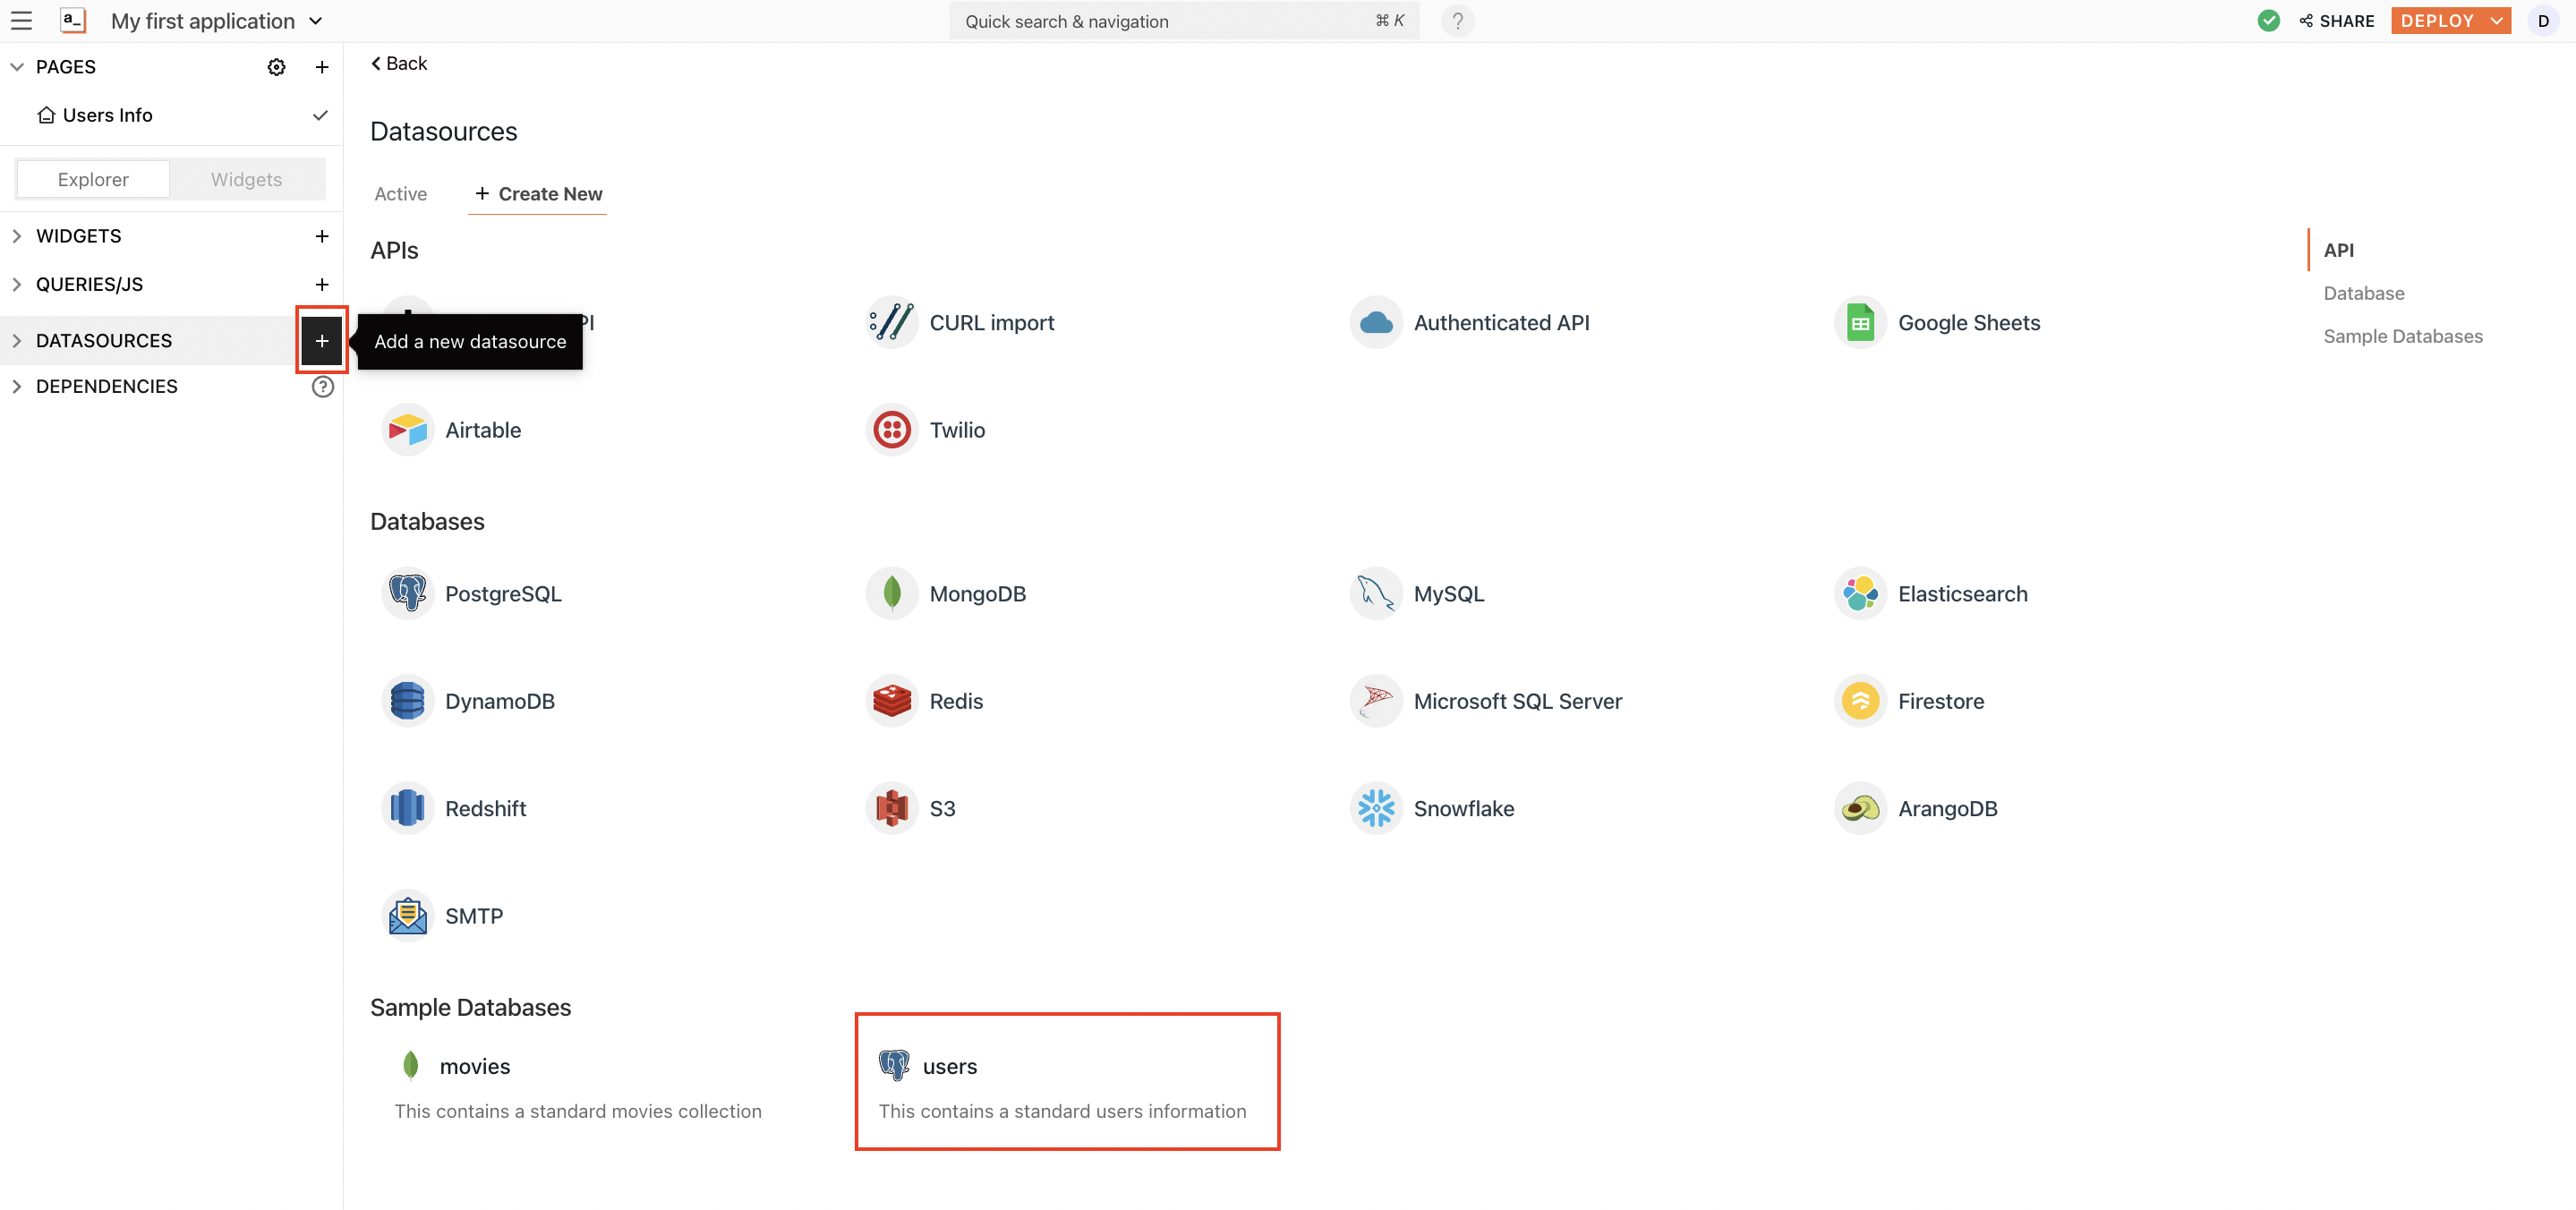 a_ My first application
Quick search & navigation ⌘ K ?
SHARE DEPLOY D
PAGES
Users Info
Explorer Widgets
WIDGETS
QUERIES/JS
DATASOURCES
DEPENDENCIES ?
Back
Datasources
Active + Create New
APIs
Add a new datasource
PI
CURL import
Authenticated API
Google Sheets
Airtable
Twilio
Databases
PostgreSQL
MongoDB
MySQL
Elasticsearch
DynamoDB
Redis
Microsoft SQL Server
Firestore
Redshift
S3
Snowflake
ArangoDB
SMTP
Sample Databases
movies
This contains a standard movies collection
users
This contains a standard users information
API
Database
Sample Databases